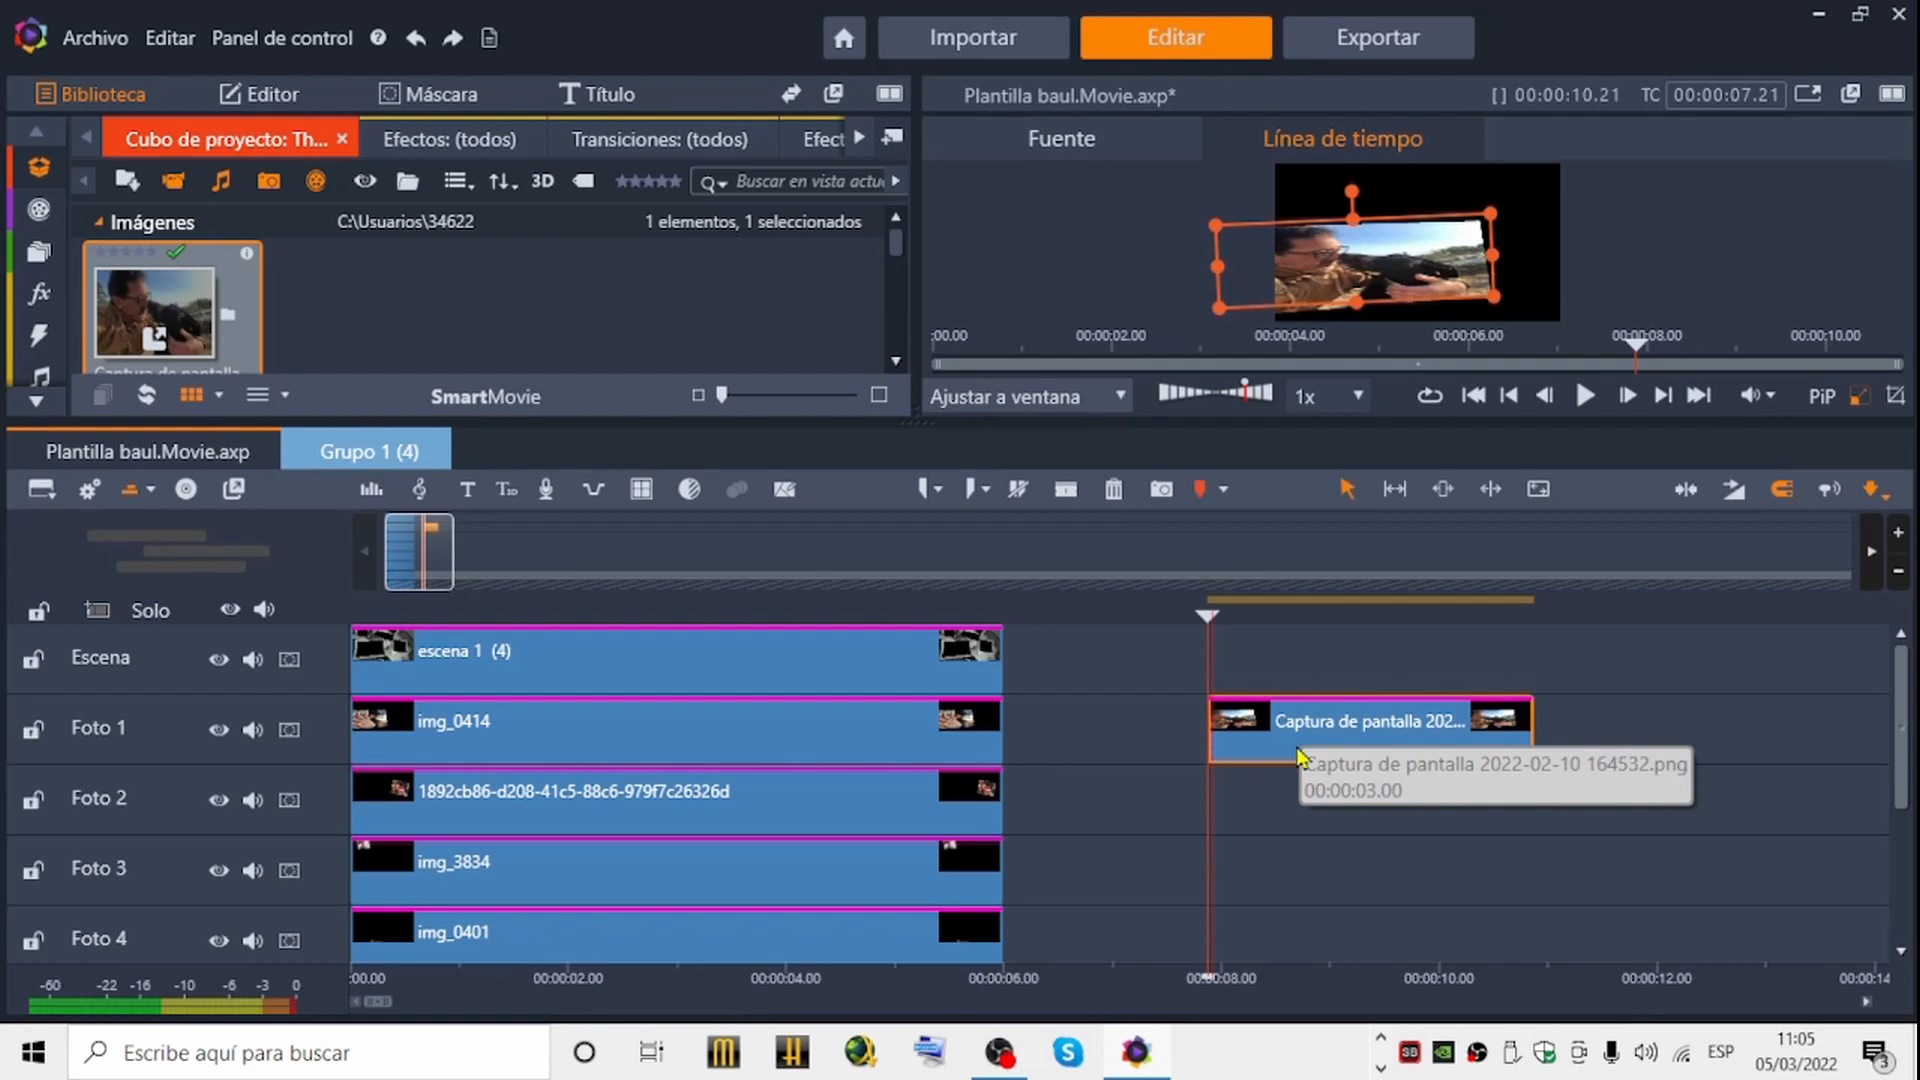 Archivo Editar Panel de control
Importar Editar Exportar
Biblioteca Editor Máscara Título
Plantilla baul.Movie.axp* [ ] 00:00:10.21 TC 00:00:07.21
Cubo de proyecto: Th... × Efectos: (todos) Transiciones: (todos) Efect
Fuente Línea de tiempo
3D Buscar en vista actu
Imágenes C:\Usuarios\34622 1 elementos, 1 seleccionados
:00.00 00:00:02.00 00:00:04.00 00:00:06.00 00:00:08.00 00:00:10.00
SmartMovie
Ajustar a ventana 1x PiP
Plantilla baul.Movie.axp Grupo 1 (4)
Solo
Escena escena 1 (4)
Foto 1 img_0414 Captura de pantalla 202...
Captura de pantalla 2022-02-10 164532.png
00:00:03.00
Foto 2 1892cb86-d208-41c5-88c6-979f7c26326d
Foto 3 img_3834
Foto 4 img_0401
-60 -22 -16 -10 -6 -3 0
:00.00 00:00:02.00 00:00:04.00 00:00:06.00 00:00:08.00 00:00:10.00 00:00:12.00 00:00:14
Escribe aquí para buscar
ESP
11:05
05/03/2022
3